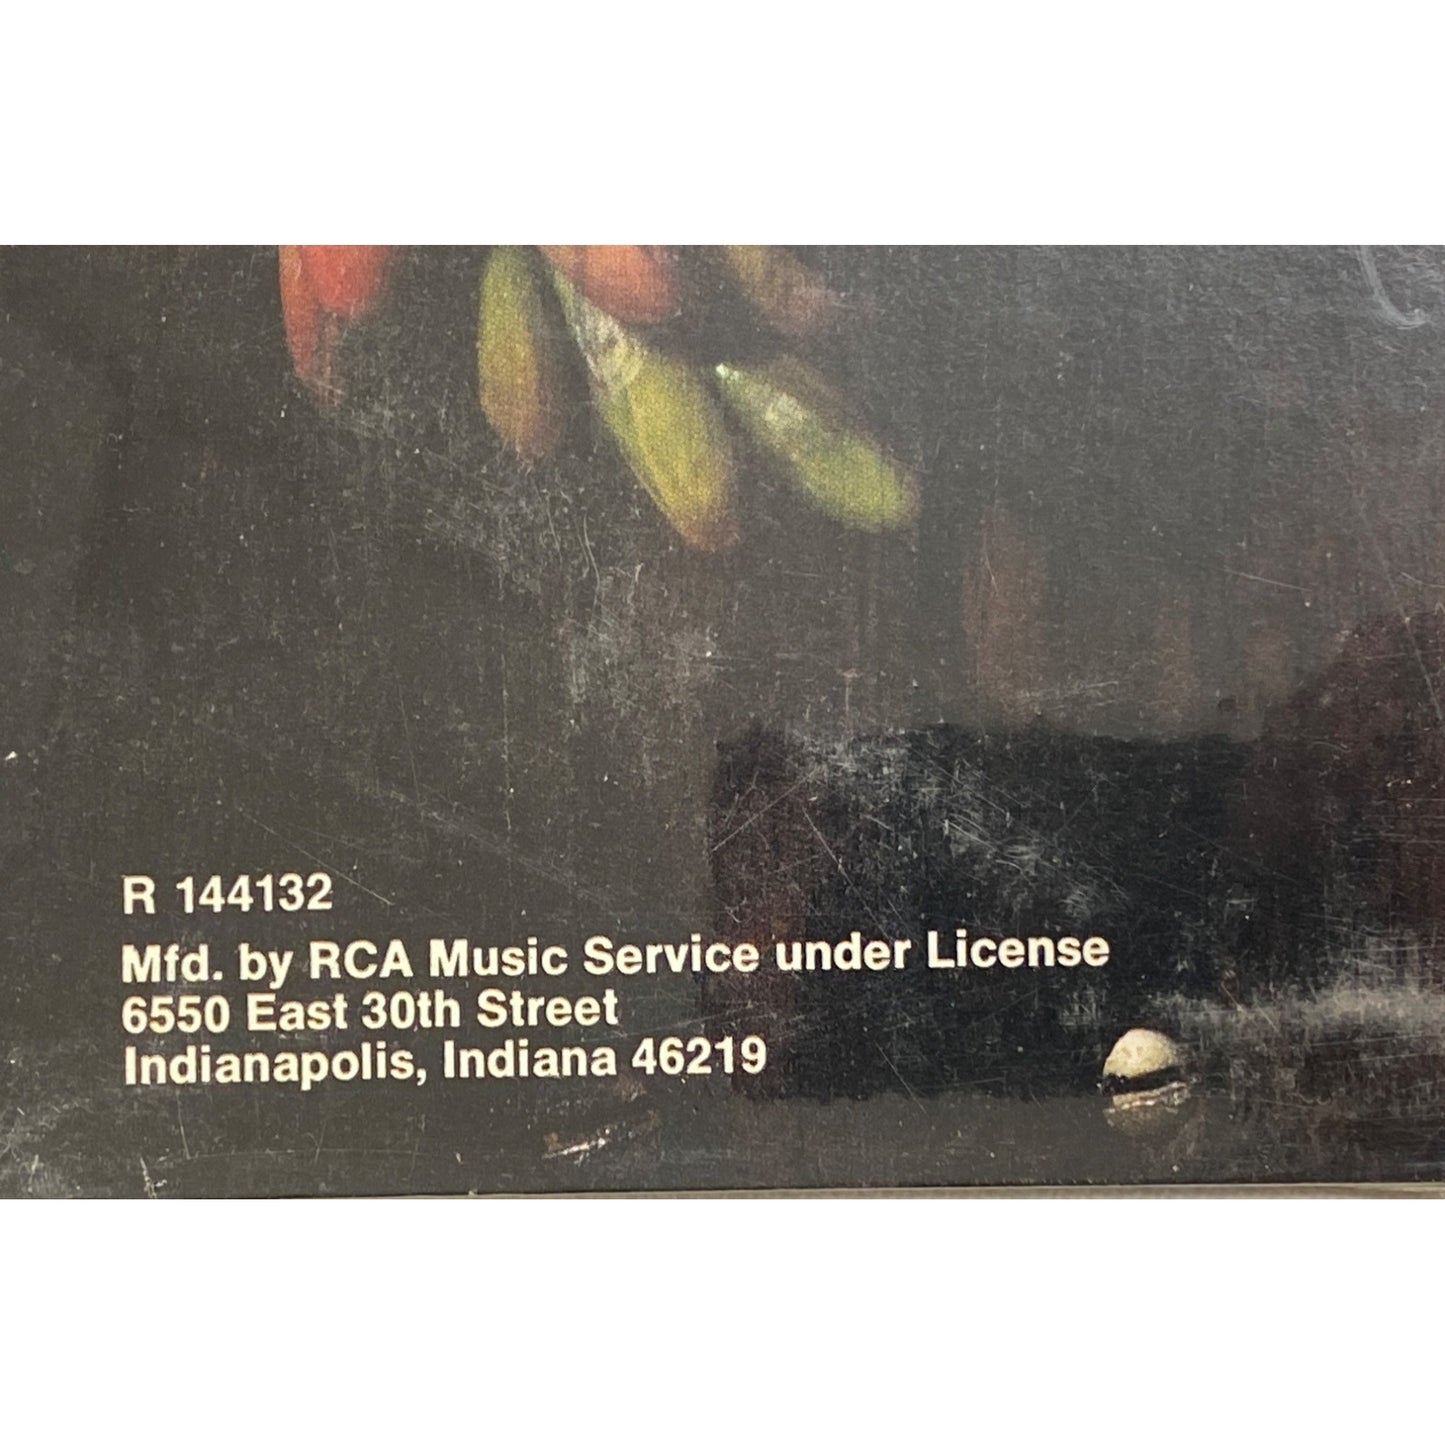 R 144132
Mfd. by RCA Music Service under License
6550 East 30th Street
Indianapolis, Indiana 46219